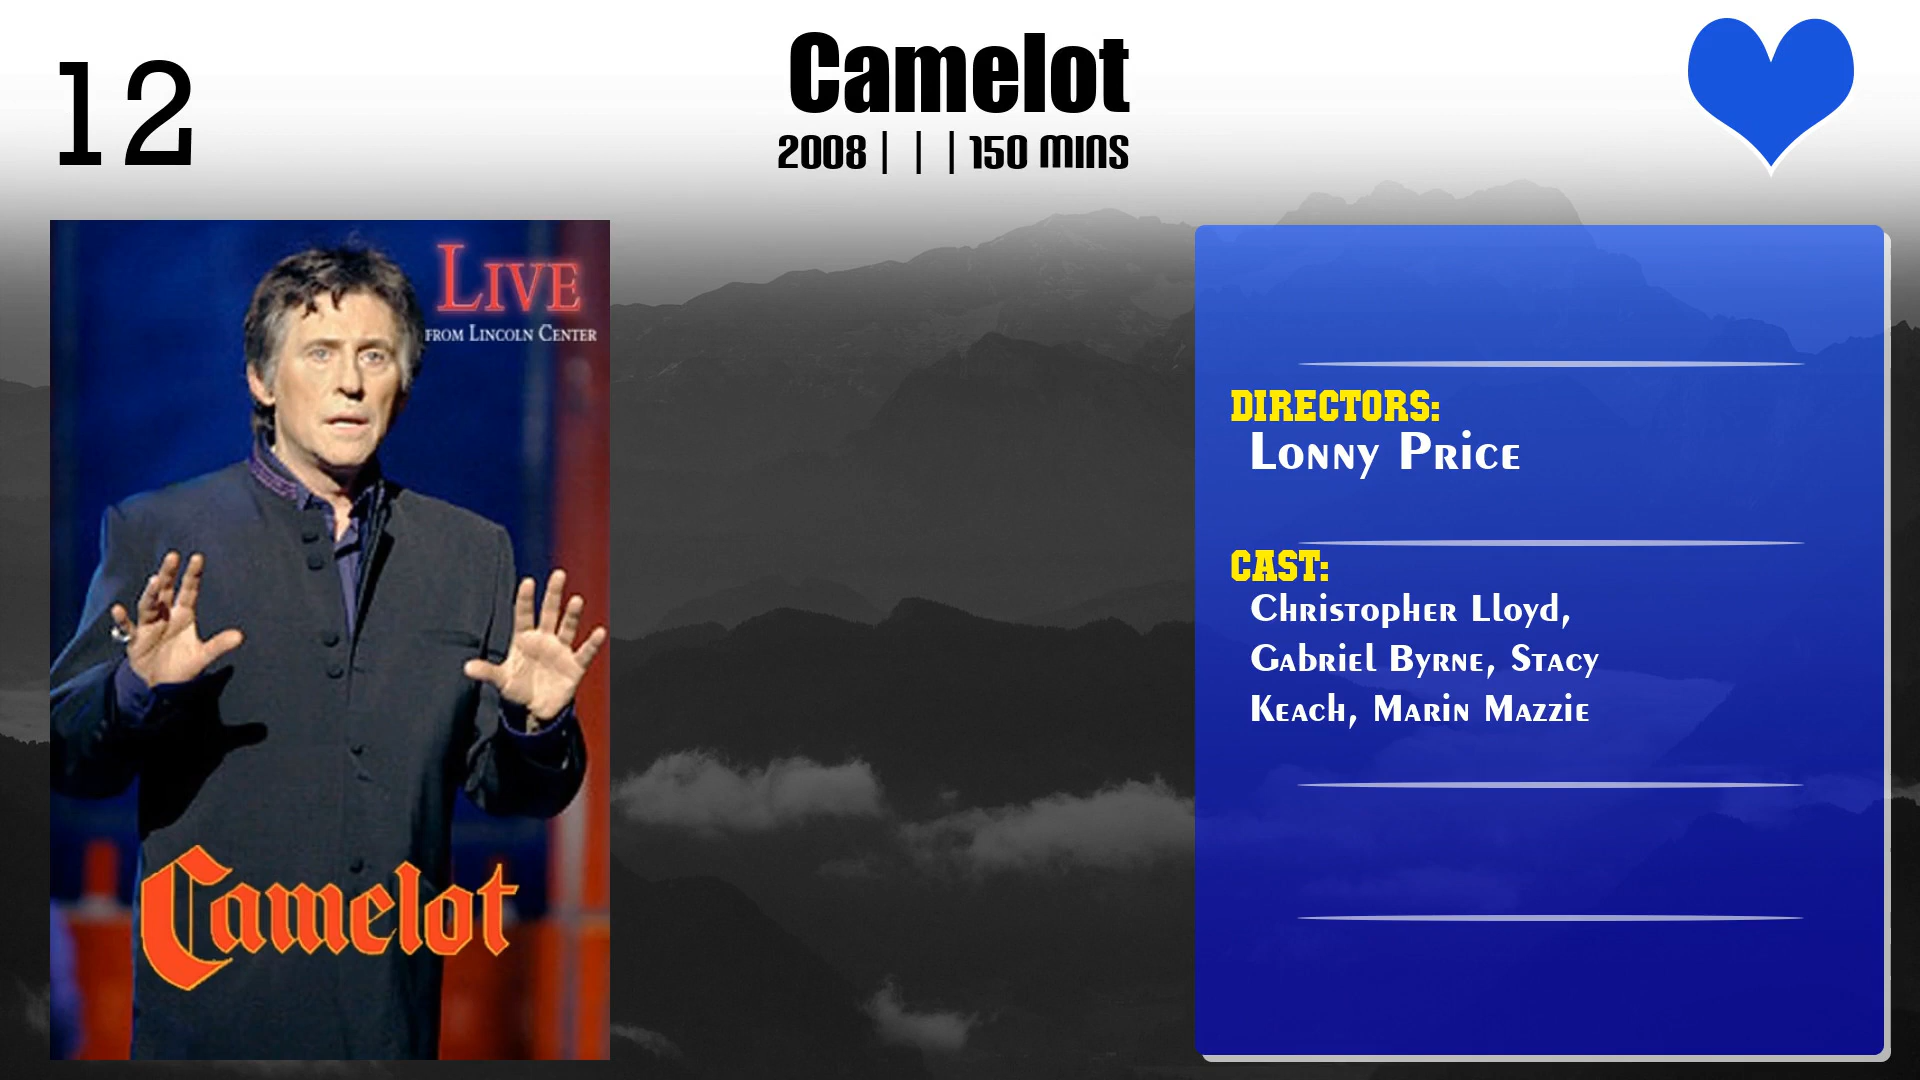 12
Camelot
2008 | | | 150 MINS
LIVE
FROM LINCOLN CENTER
Camelot
DIRECTORS:
Lonny Price
CAST:
Christopher Lloyd,
Gabriel Byrne, Stacy
Keach, Marin Mazzie